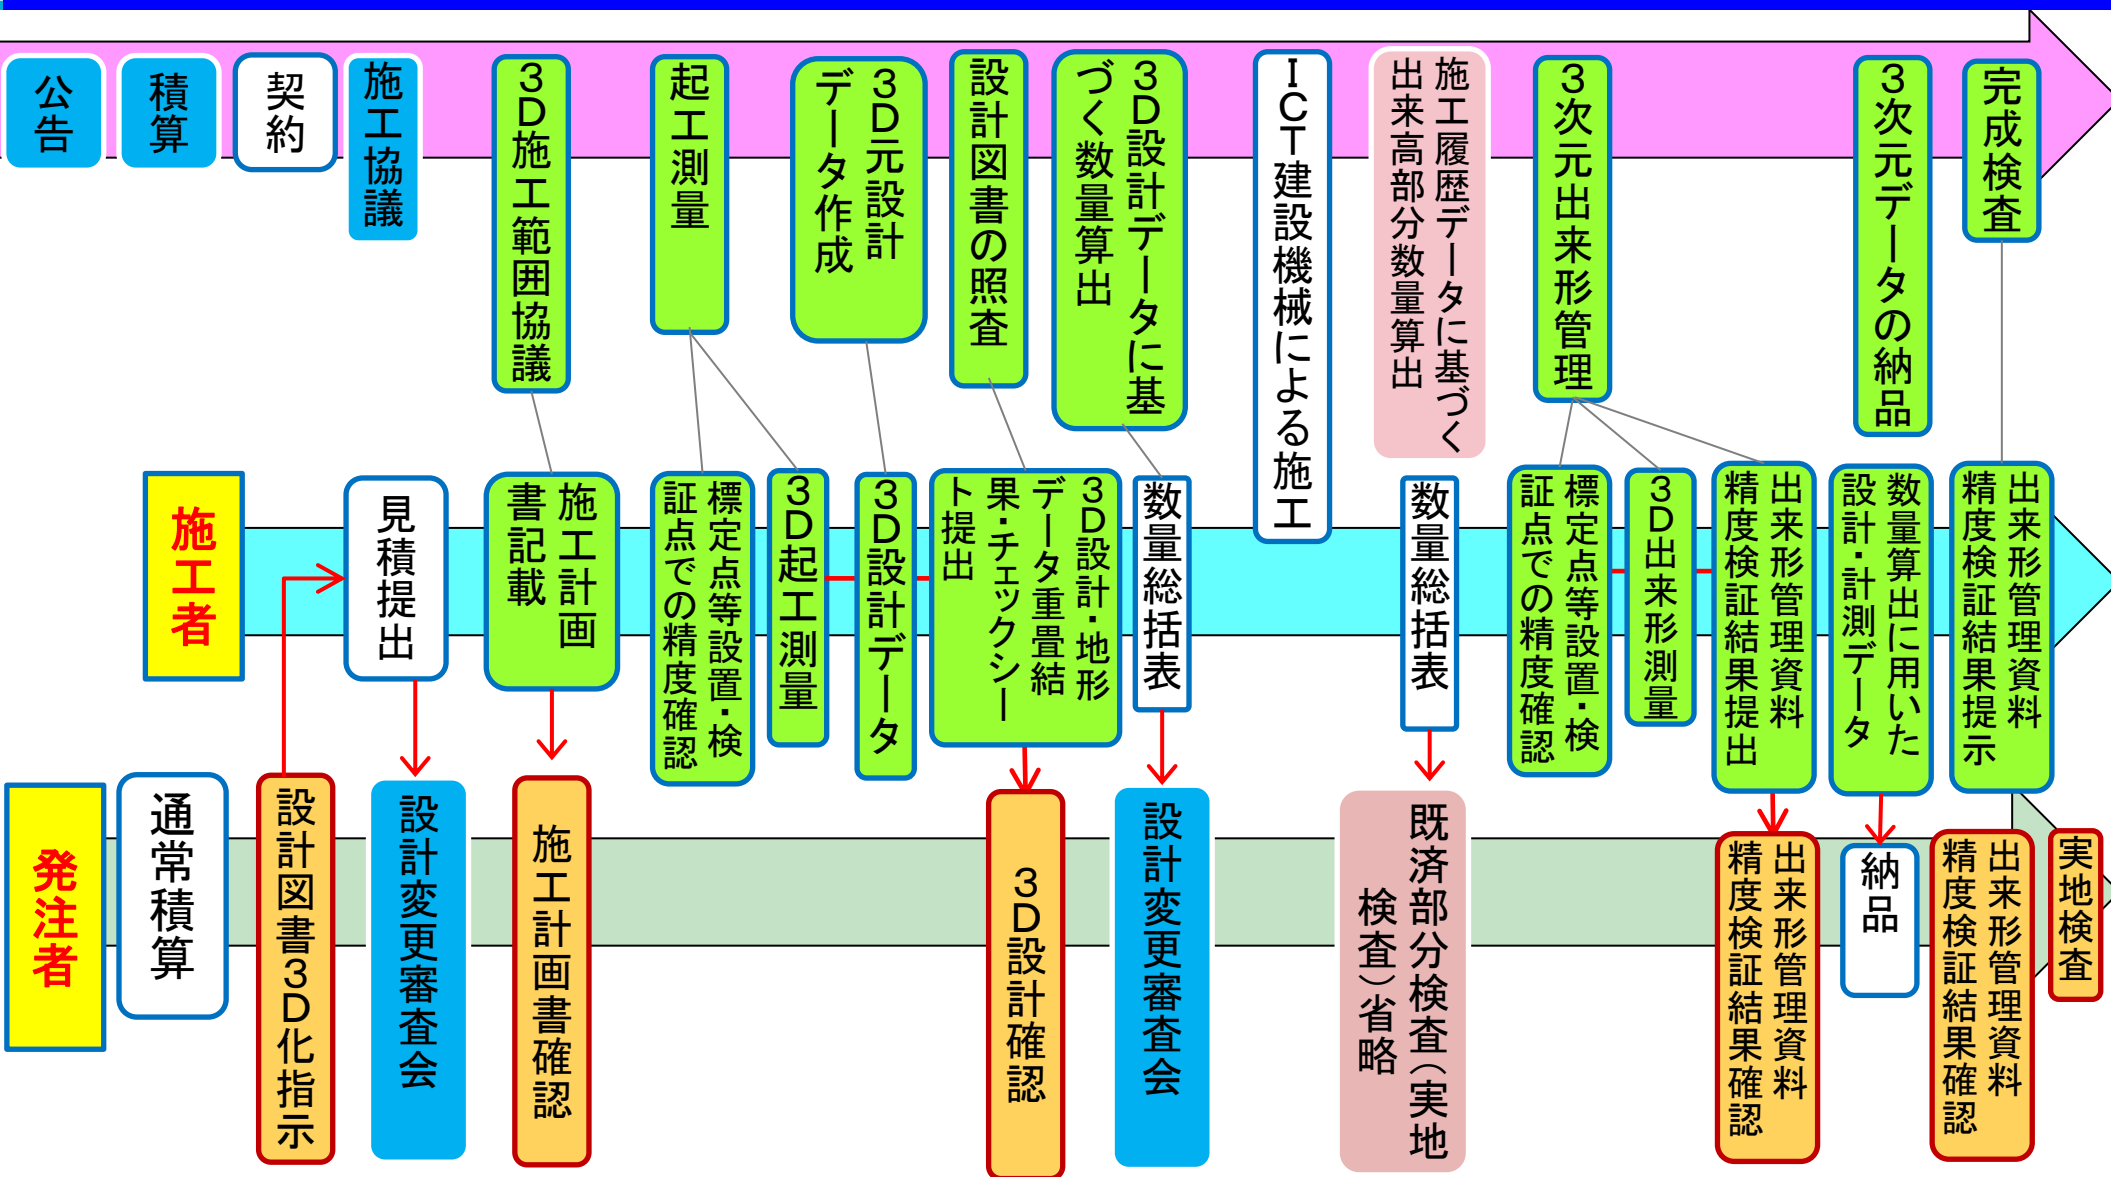 公告
積算
契約
施工協議
３Ｄ施工範囲協議
起工測量
３Ｄ元設計
データ作成
設計図書の照査
３Ｄ設計データに基
づく数量算出
ＩＣＴ建設機械による施工
施工履歴データに基づく
出来高部分数量算出
３次元出来形管理
３次元データの納品
完成検査
施工者
見積提出
施工計画
書記載
標定点等設置・検
証点での精度確認
３Ｄ起工測量
３Ｄ設計データ
３Ｄ設計・地形
データ重畳結
果・チェックシー
ト提出
数量総括表
数量総括表
標定点等設置・検
証点での精度確認
３Ｄ出来形測量
出来形管理資料
精度検証結果提出
数量算出に用いた
設計・計測データ
出来形管理資料
精度検証結果提示
発注者
通常積算
設計図書３Ｄ化指示
設計変更審査会
施工計画書確認
３Ｄ設計確認
設計変更審査会
既済部分検査（実地
検査）省略
出来形管理資料
精度検証結果確認
納品
出来形管理資料
精度検証結果確認
実地検査